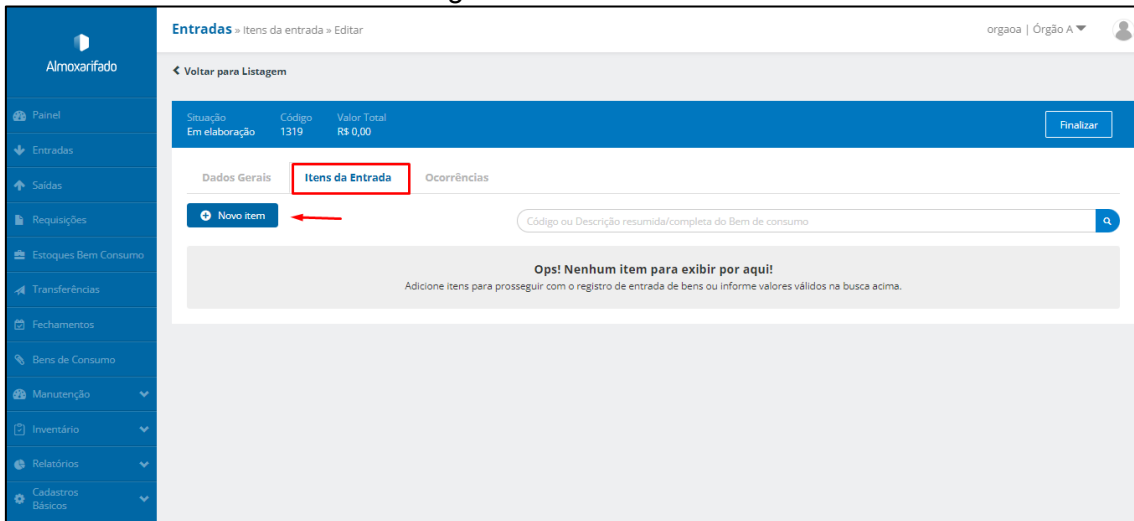 Almoxarifado
Painel
Entradas
Saídas
Requisições
Estoques Bem Consumo
Transferências
Fechamentos
Bens de Consumo
Manutenção
Inventário
Relatórios
Cadastros
Básicos
Entradas » Itens da entrada » Editar
orgaoa | Órgão A
Voltar para Listagem
Situação Código Valor Total
Em elaboração 1319 R$ 0,00
Finalizar
Dados Gerais Itens da Entrada Ocorrências
Novo item
Código ou Descrição resumida/completa do Bem de consumo
Ops! Nenhum item para exibir por aqui!
Adicione itens para prosseguir com o registro de entrada de bens ou informe valores válidos na busca acima.